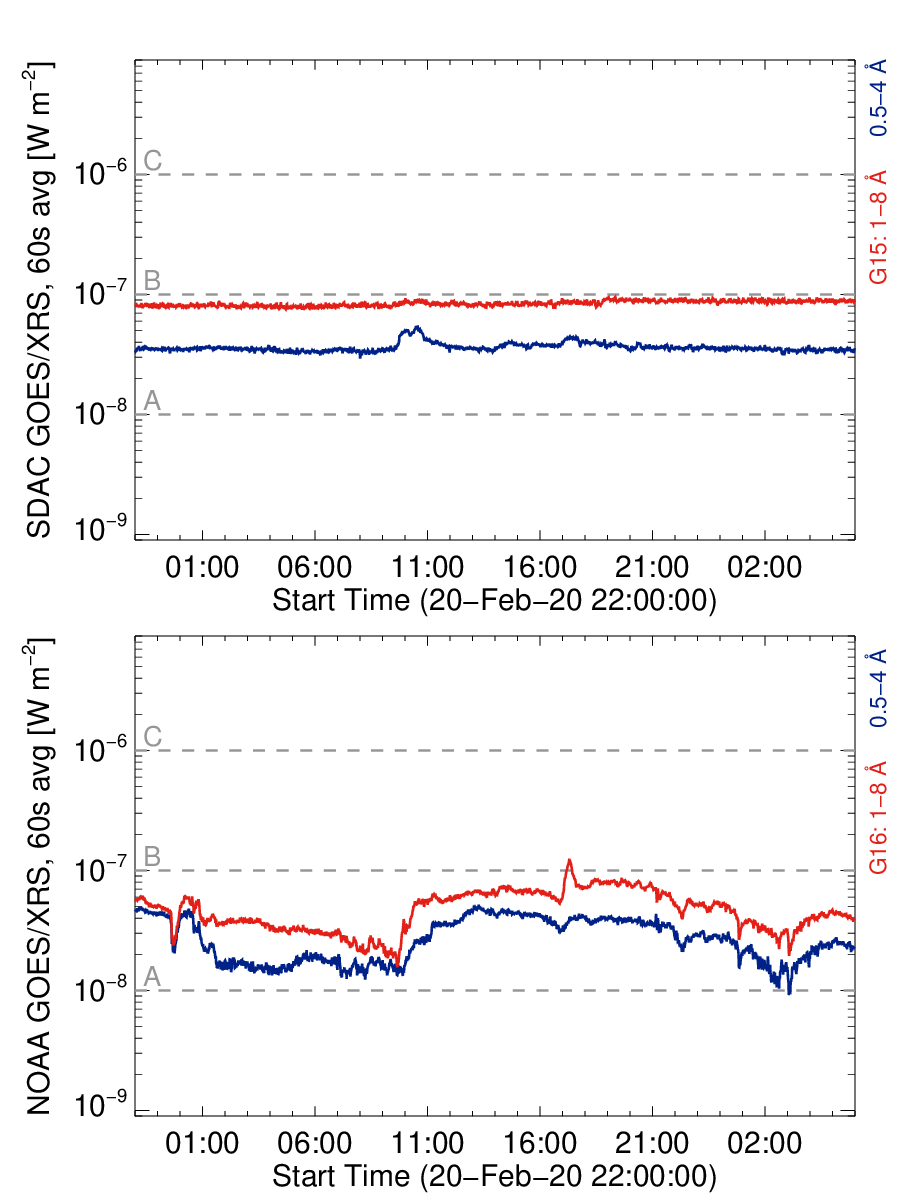 SDAC GOES/XRS, 60s avg [W m−2]
10−6
10−7
10−8
10−9
C
B
A
G15: 1−8 Å
0.5−4 Å
01:00 06:00 11:00 16:00 21:00 02:00
Start Time (20−Feb−20 22:00:00)
NOAA GOES/XRS, 60s avg [W m−2]
10−6
10−7
10−8
10−9
C
B
A
G16: 1−8 Å
0.5−4 Å
01:00 06:00 11:00 16:00 21:00 02:00
Start Time (20−Feb−20 22:00:00)